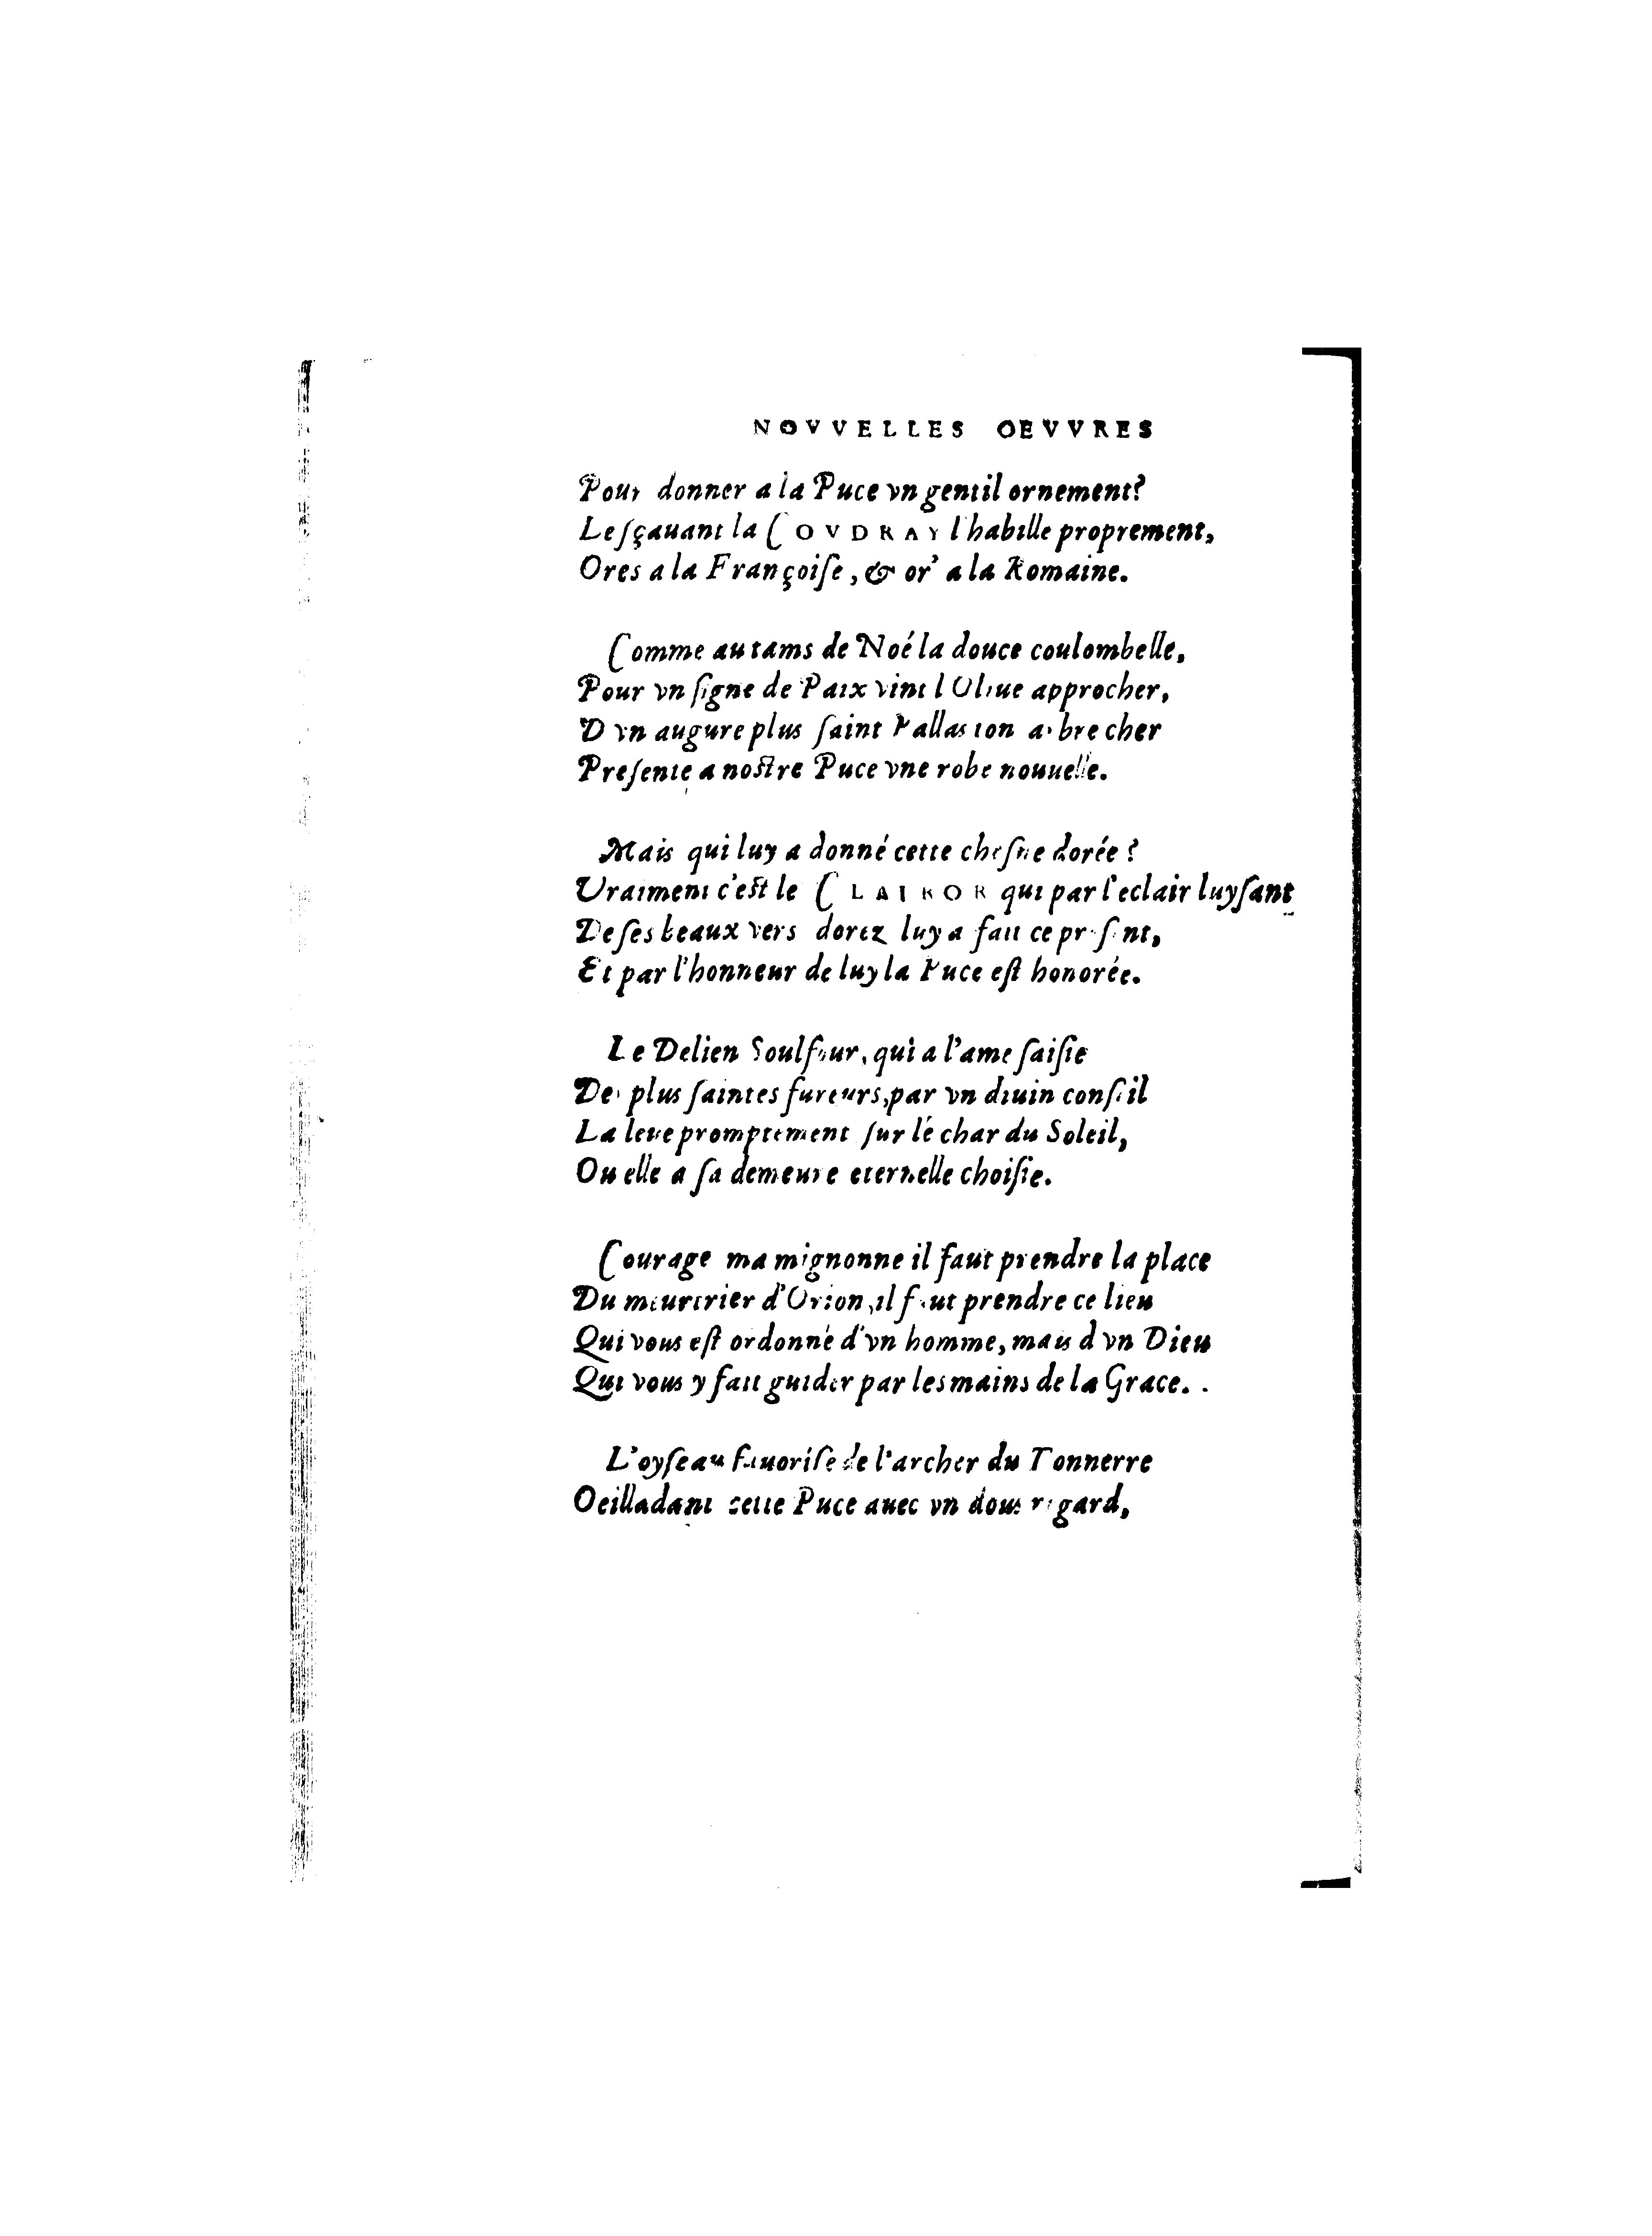 NOVVELLES OEVVRES
Pour donner a la Puce vn gentil ornement?
Le sçauant la COVDRAY l'habille proprement,
Ores a la Françoise, & or' a la Romaine.
Comme au tams de Noé la douce coulombelle,
Pour vn signe de Paix vint l'Oliue approcher,
D'vn augure plus saint Pallas ton arbre cher
Presente a nostre Puce vne robe nouuelle.
Mais qui luy a donné cette chesne dorée?
Vraiment c'est le CLAIROR qui par l'eclair luysant
De ses beaux vers dorez luy a fait ce present,
Et par l'honneur de luy la Puce est honorée.
Le Delien Soulfour, qui a l'ame saisie
De plus saintes fureurs, par vn diuin conseil
La leue promptement sur le char du Soleil,
Ou elle a sa demeure eternelle choisie.
Courage ma mignonne il faut prendre la place
Du meurtrier d'Orion, il faut prendre ce lieu
Qui vous est ordonné d'vn homme, mais d'vn Dieu
Qui vous y fait guider par les mains de la Grace.
L'oyseau fauorise de l'archer du Tonnerre
Oeilladant cette Puce auec vn dous regard,